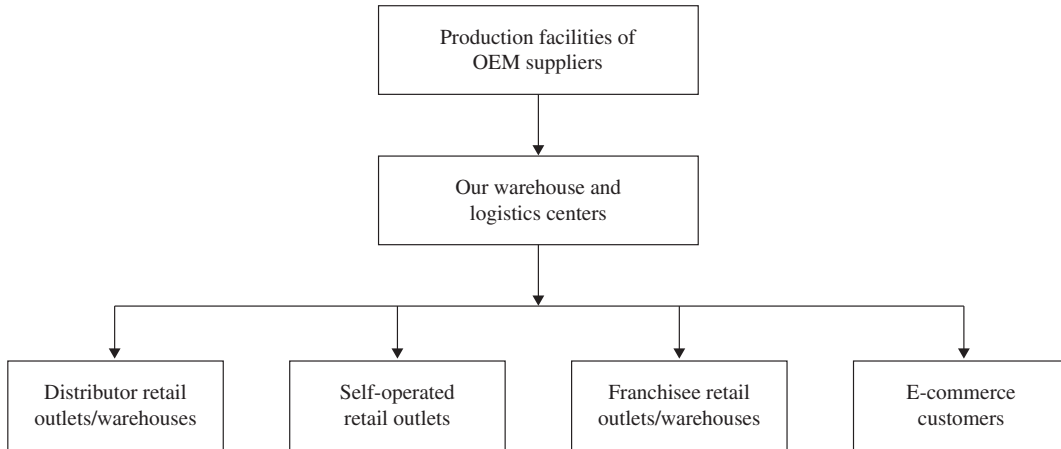 Production facilities of
OEM suppliers
Our warehouse and
logistics centers
Distributor retail
outlets/warehouses
Self-operated
retail outlets
Franchisee retail
outlets/warehouses
E-commerce
customers